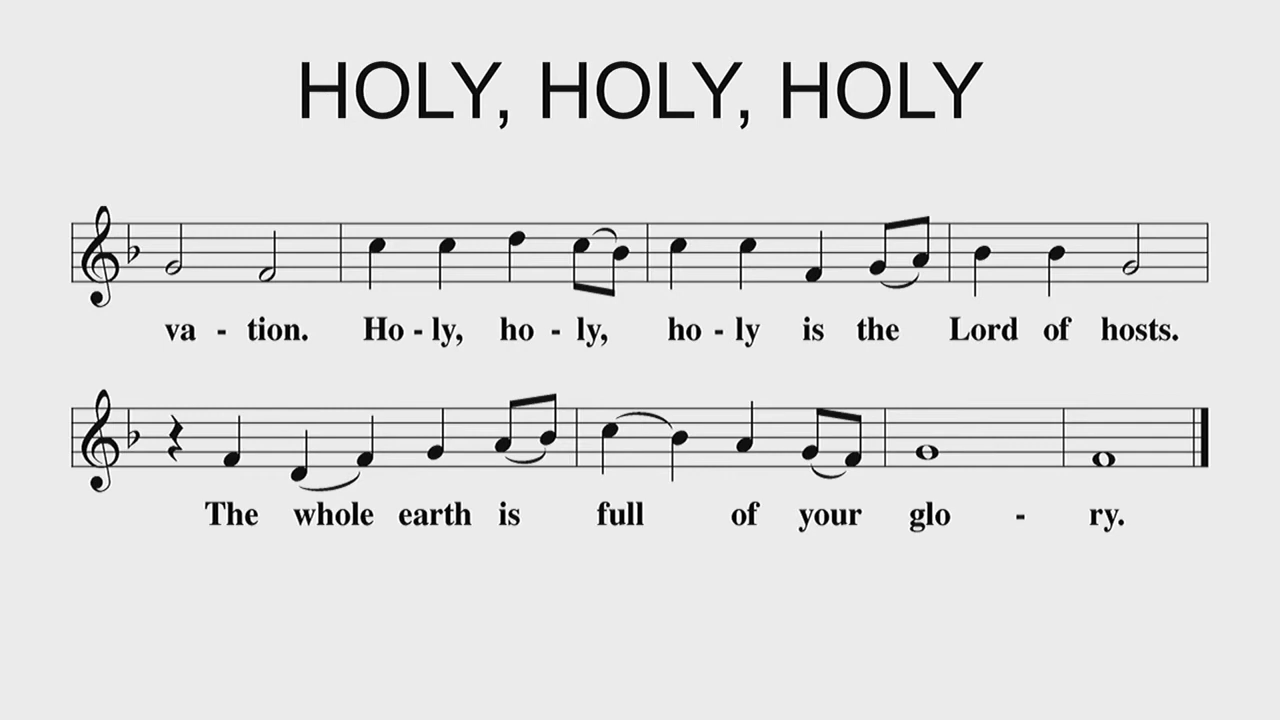 HOLY, HOLY, HOLY
va - tion. Ho - ly, ho - ly, ho - ly is the Lord of hosts.
The whole earth is full of your glo - ry.